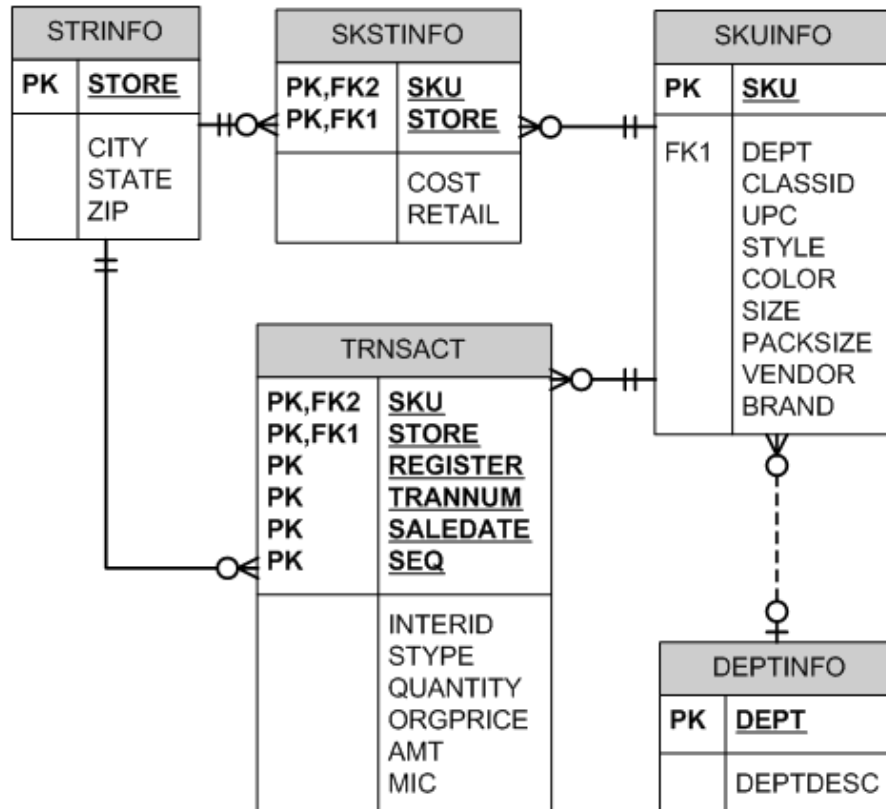 STRINFO
PK STORE
CITY
STATE
ZIP
SKSTINFO
PK,FK2 SKU
PK,FK1 STORE
COST
RETAIL
SKUINFO
PK SKU
FK1 DEPT
CLASSID
UPC
STYLE
COLOR
SIZE
PACKSIZE
VENDOR
BRAND
TRNSACT
PK,FK2 SKU
PK,FK1 STORE
PK REGISTER
PK TRANNUM
PK SALEDATE
PK SEQ
INTERID
STYPE
QUANTITY
ORGPRICE
AMT
MIC
DEPTINFO
PK DEPT
DEPTDESC